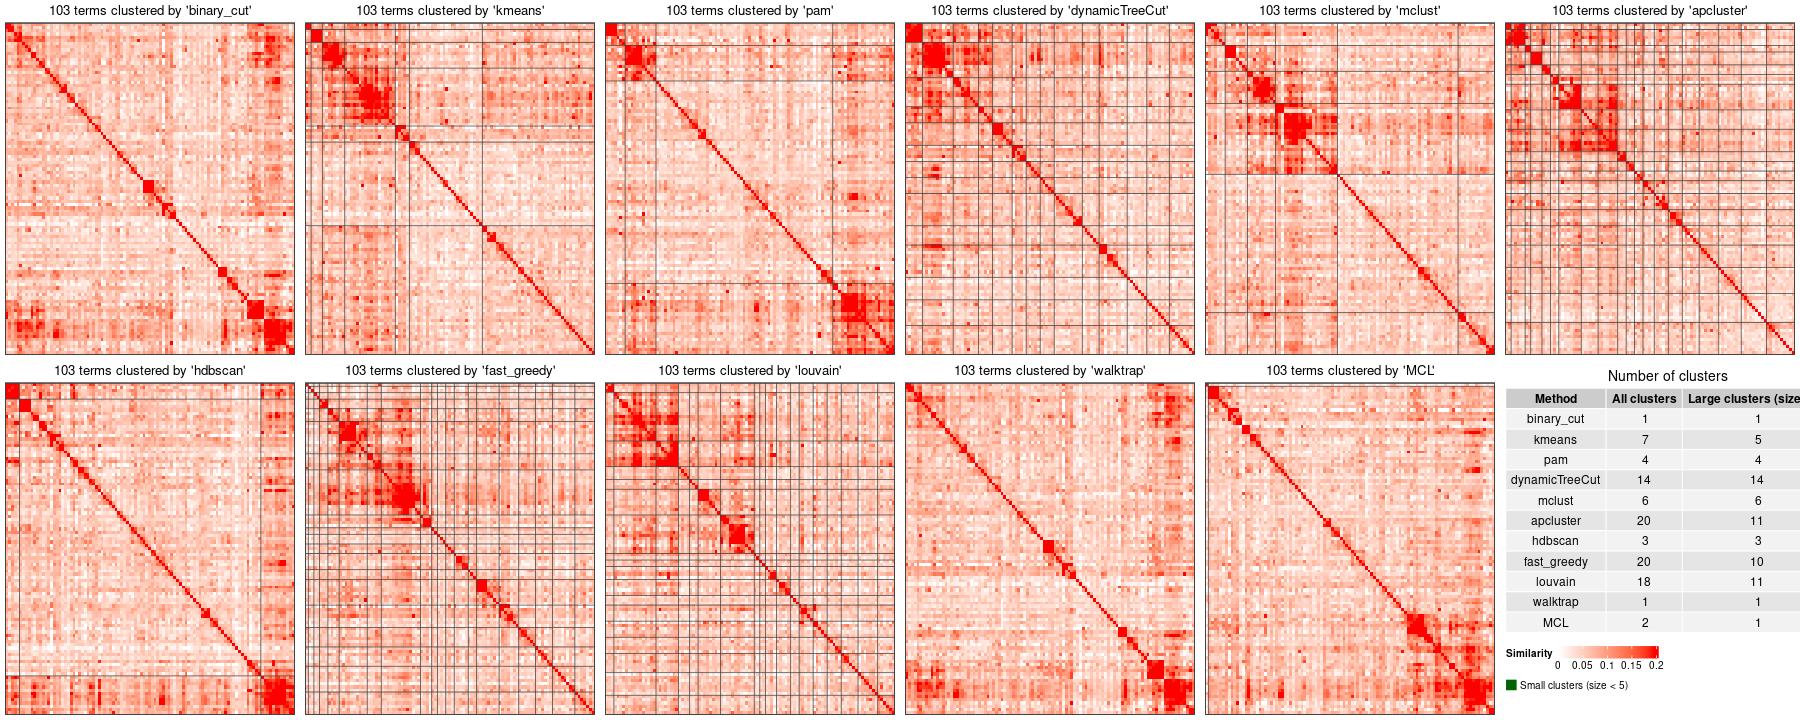 103 terms clustered by 'binary_cut'
103 terms clustered by 'kmeans'
103 terms clustered by 'pam'
103 terms clustered by 'dynamicTreeCut'
103 terms clustered by 'mclust'
103 terms clustered by 'apcluster'
103 terms clustered by 'hdbscan'
103 terms clustered by 'fast_greedy'
103 terms clustered by 'louvain'
103 terms clustered by 'walktrap'
103 terms clustered by 'MCL'
Number of clusters
Method All clusters Large clusters (size
binary_cut 1 1
kmeans 7 5
pam 4 4
dynamicTreeCut 14 14
mclust 6 6
apcluster 20 11
hdbscan 3 3
fast_greedy 20 10
louvain 18 11
walktrap 1 1
MCL 2 1
Similarity
0 0.05 0.1 0.15 0.2
Small clusters (size < 5)